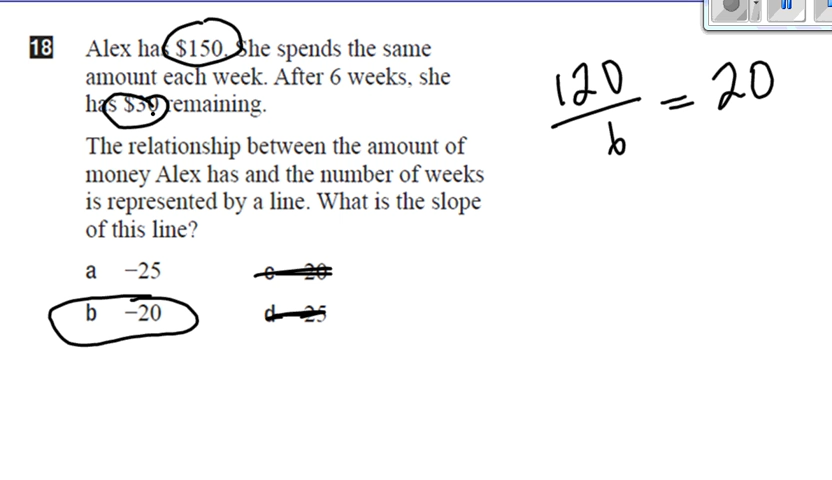 18 Alex has $150. She spends the same
amount each week. After 6 weeks, she
has $30 remaining.
The relationship between the amount of
money Alex has and the number of weeks
is represented by a line. What is the slope
of this line?
a −25
b −20
c 20
d 25
120
/ 6 = 20